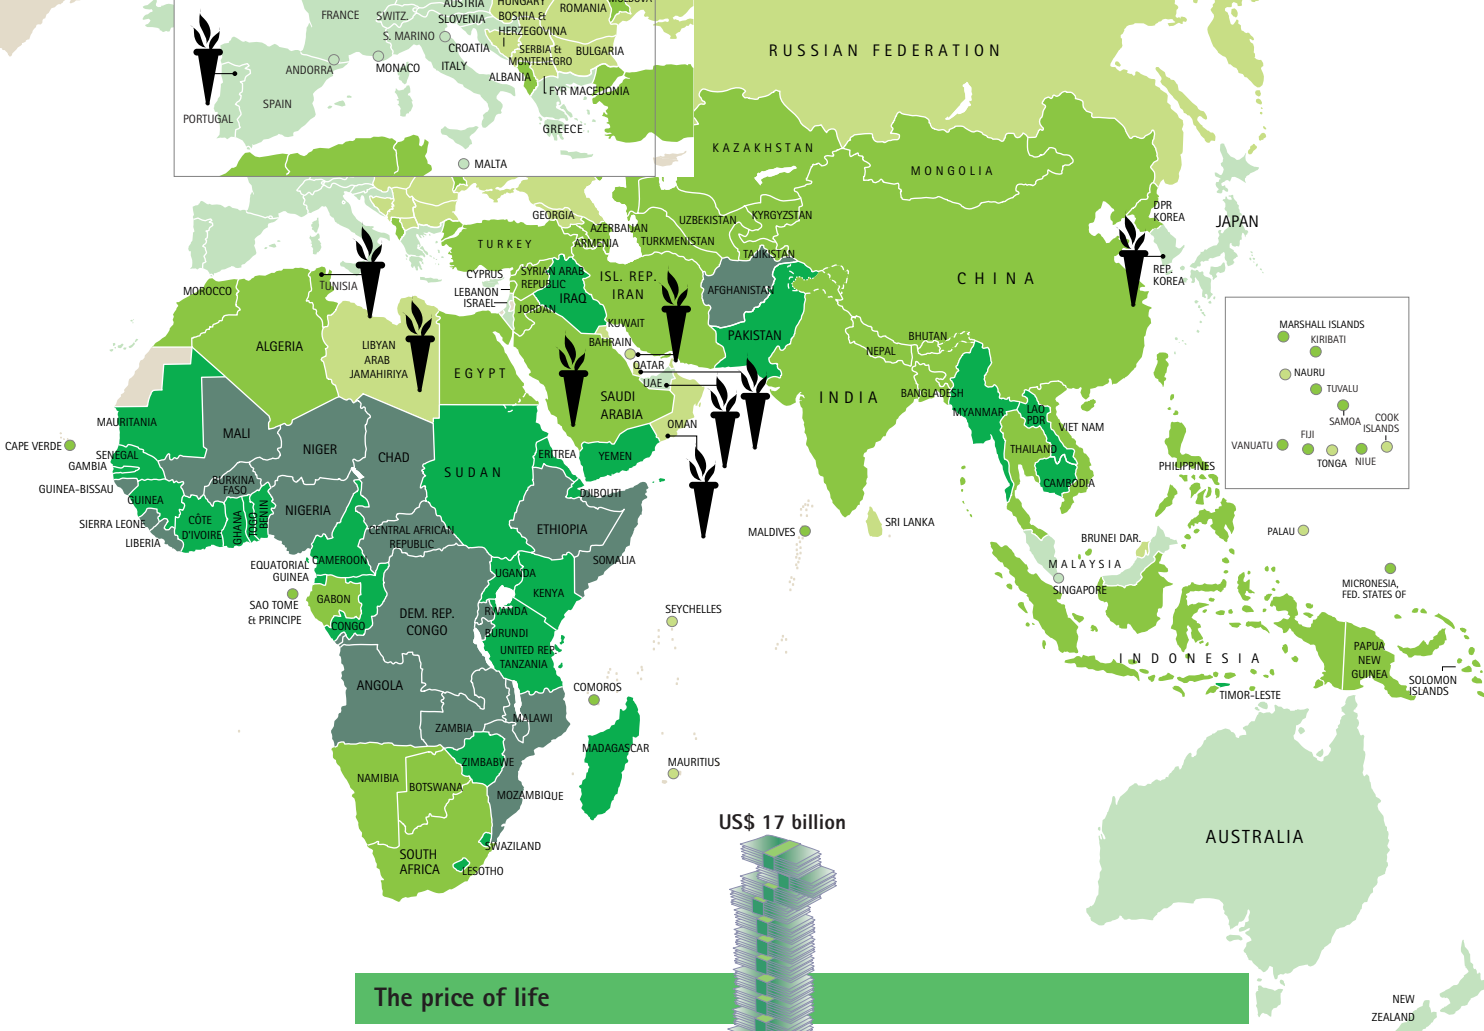 AUSTRIA
HUNGARY
MOLDOVA
FRANCE
SWITZ.
SLOVENIA
BOSNIA &
HERZEGOVINA
ROMANIA
S. MARINO
CROATIA
SERBIA &
MONTENEGRO
BULGARIA
ANDORRA
MONACO
ITALY
ALBANIA
FYR MACEDONIA
SPAIN
PORTUGAL
GREECE
MALTA
RUSSIAN FEDERATION
KAZAKHSTAN
MONGOLIA
GEORGIA
AZERBAIJAN
ARMENIA
UZBEKISTAN
KYRGYZSTAN
TURKMENISTAN
TAJIKISTAN
DPR
KOREA
JAPAN
REP.
KOREA
CHINA
TURKEY
CYPRUS
SYRIAN ARAB
REPUBLIC
LEBANON
ISRAEL
JORDAN
IRAQ
ISL. REP.
IRAN
AFGHANISTAN
PAKISTAN
KUWAIT
BAHRAIN
QATAR
UAE
SAUDI
ARABIA
OMAN
YEMEN
NEPAL
BHUTAN
BANGLADESH
INDIA
MYANMAR
LAO
PDR
VIET NAM
THAILAND
CAMBODIA
PHILIPPINES
SRI LANKA
MALDIVES
BRUNEI DAR.
MALAYSIA
SINGAPORE
INDONESIA
TIMOR-LESTE
PAPUA
NEW
GUINEA
SOLOMON
ISLANDS
MARSHALL ISLANDS
KIRIBATI
NAURU
TUVALU
SAMOA
COOK
ISLANDS
VANUATU
FIJI
TONGA
NIUE
PALAU
MICRONESIA,
FED. STATES OF
MOROCCO
TUNISIA
ALGERIA
LIBYAN
ARAB
JAMAHIRIYA
EGYPT
MAURITANIA
CAPE VERDE
SENEGAL
GAMBIA
GUINEA-BISSAU
GUINEA
SIERRA LEONE
LIBERIA
MALI
BURKINA
FASO
CÔTE
D'IVOIRE
GHANA
TOGO
BENIN
NIGER
NIGERIA
CHAD
SUDAN
ERITREA
DJIBOUTI
ETHIOPIA
SOMALIA
CENTRAL AFRICAN
REPUBLIC
CAMEROON
EQUATORIAL
GUINEA
SAO TOME
& PRINCIPE
GABON
CONGO
DEM. REP.
CONGO
UGANDA
KENYA
RWANDA
BURUNDI
UNITED REP.
TANZANIA
SEYCHELLES
COMOROS
ANGOLA
ZAMBIA
MALAWI
MADAGASCAR
MAURITIUS
ZIMBABWE
MOZAMBIQUE
NAMIBIA
BOTSWANA
SOUTH
AFRICA
SWAZILAND
LESOTHO
AUSTRALIA
NEW
ZEALAND
US$ 17 billion
The price of life